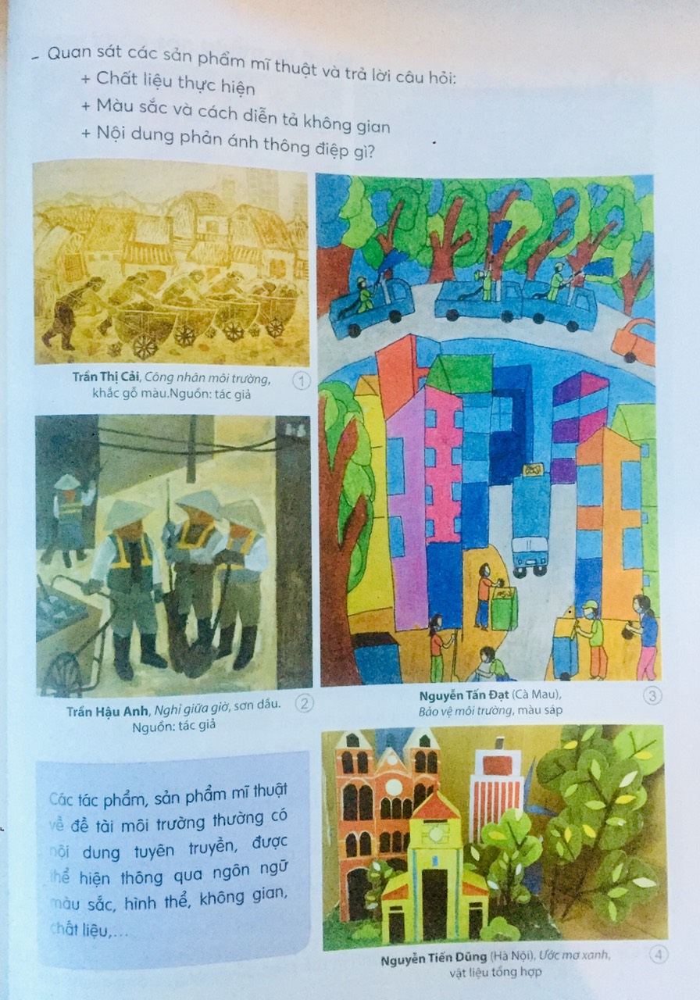 - Quan sát các sản phẩm mĩ thuật và trả lời câu hỏi:
+ Chất liệu thực hiện
+ Màu sắc và cách diễn tả không gian
+ Nội dung phản ánh thông điệp gì?
Trần Thị Cải, Công nhân môi trường,
khắc gỗ màu.Nguồn: tác giả
1
Trần Hậu Anh, Nghỉ giữa giờ, sơn dầu.
Nguồn: tác giả
2
Nguyễn Tấn Đạt (Cà Mau),
Bảo vệ môi trường, màu sáp
3
Các tác phẩm, sản phẩm mĩ thuật
về đề tài môi trường thường có
nội dung tuyên truyền, được
thể hiện thông qua ngôn ngữ
màu sắc, hình thể, không gian,
chất liệu,...
Nguyễn Tiến Dũng (Hà Nội), Ước mơ xanh,
vật liệu tổng hợp
4